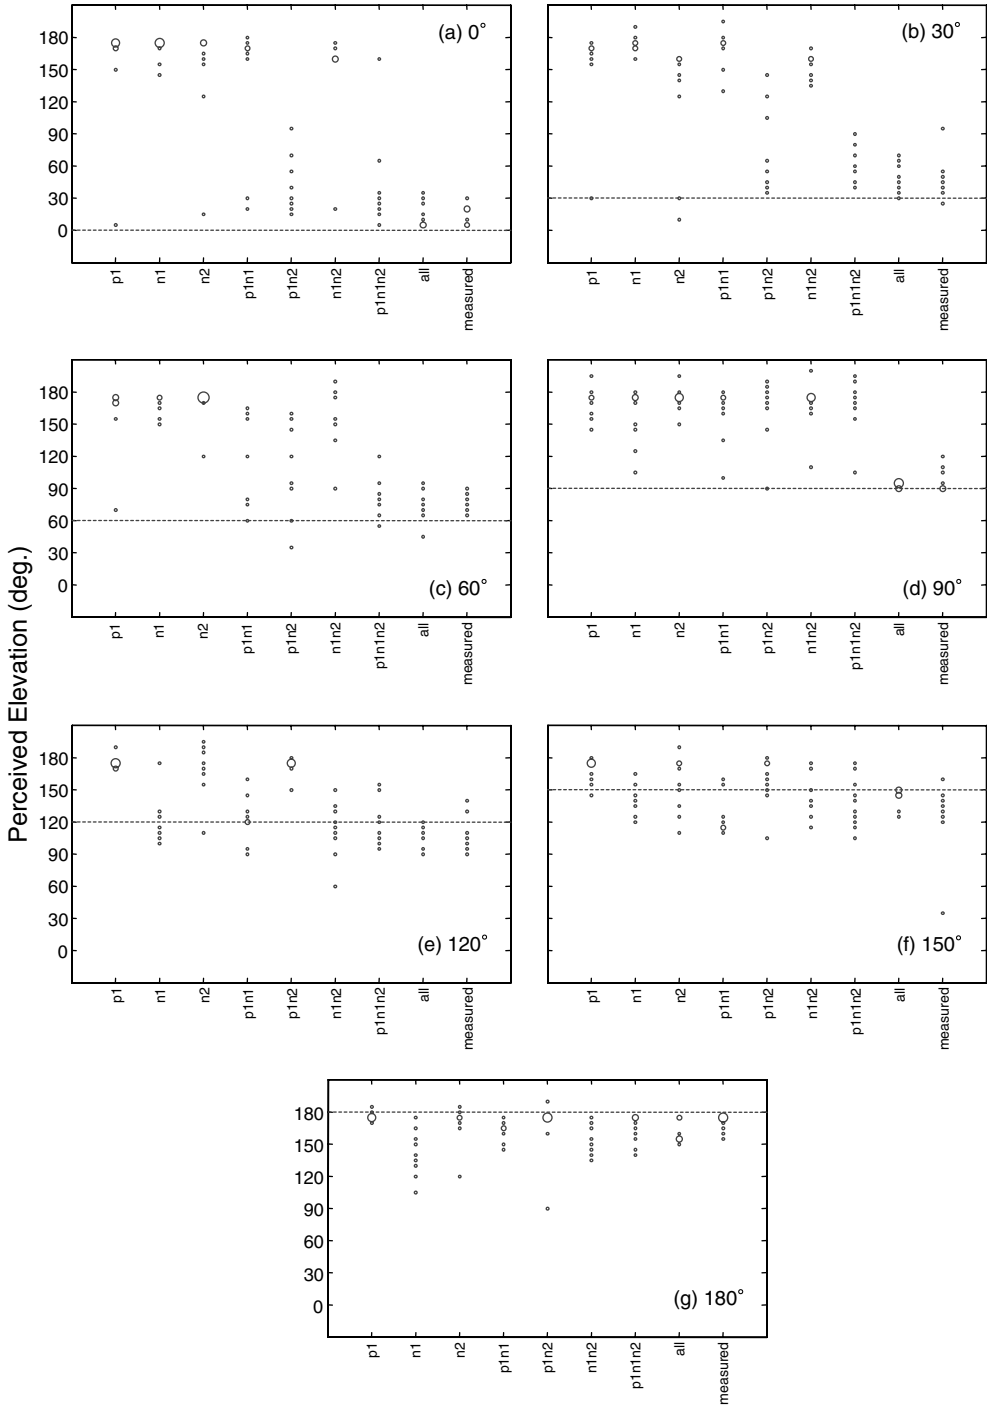 (a) 0°
(b) 30°
180
150
120
90
60
30
0
p1
n1
n2
p1n1
p1n2
n1n2
p1n1n2
all
measured
p1
n1
n2
p1n1
p1n2
n1n2
p1n1n2
all
measured
Perceived Elevation (deg.)
180
150
120
90
60
30
0
(c) 60°
(d) 90°
p1
n1
n2
p1n1
p1n2
n1n2
p1n1n2
all
measured
p1
n1
n2
p1n1
p1n2
n1n2
p1n1n2
all
measured
180
150
120
90
60
30
0
(e) 120°
(f) 150°
p1
n1
n2
p1n1
p1n2
n1n2
p1n1n2
all
measured
p1
n1
n2
p1n1
p1n2
n1n2
p1n1n2
all
measured
180
150
120
90
60
30
0
(g) 180°
p1
n1
n2
p1n1
p1n2
n1n2
p1n1n2
all
measured